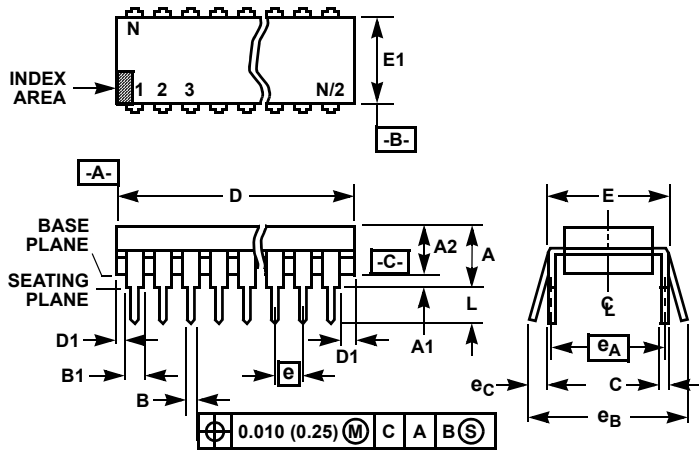 N
E1
INDEX
AREA
1 2 3 N/2
-B-
-A-
D
E
BASE
PLANE
A2
A
-C-
SEATING
PLANE
L
℄
D1
A1
D1
eA
B1
e
eC
C
B
eB
⌖ 0.010 (0.25) Ⓜ C A B Ⓢ